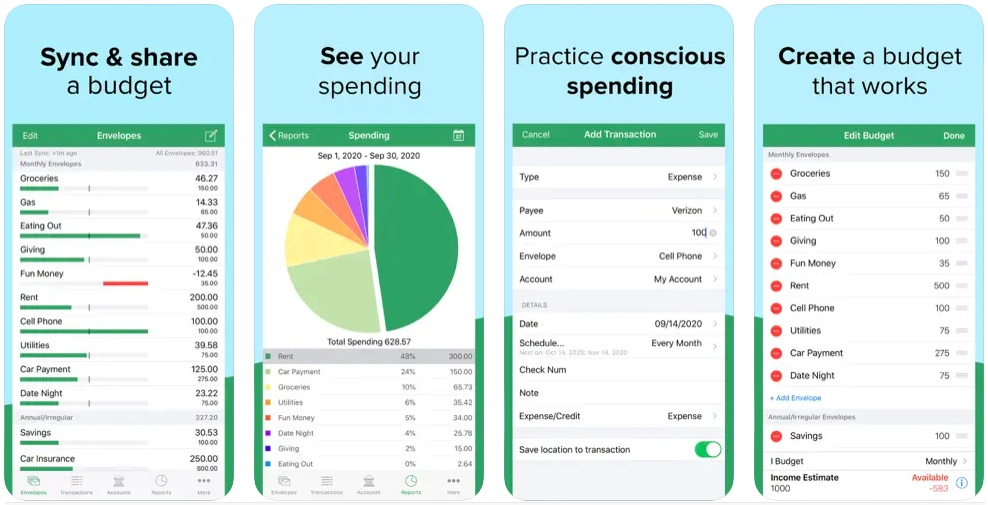 Sync & share
a budget
Edit Envelopes
Last Sync: <1m ago All Envelopes: 960.51
Monthly Envelopes 633.31
Groceries 46.27
150.00
Gas 14.33
65.00
Eating Out 47.36
50.00
Giving 50.00
100.00
Fun Money -12.45
35.00
Rent 200.00
500.00
Cell Phone 100.00
100.00
Utilities 39.58
75.00
Car Payment 125.00
275.00
Date Night 23.22
75.00
Annual/Irregular 327.20
Savings 30.53
100.00
Car Insurance 250.00
600.00
Envelopes Transactions Accounts Reports More
See your
spending
Reports Spending 27
Sep 1, 2020 - Sep 30, 2020
Total Spending 628.57
Rent 48% 300.00
Car Payment 24% 150.00
Groceries 10% 65.73
Utilities 6% 35.42
Fun Money 5% 34.00
Date Night 4% 25.78
Giving 2% 15.00
Eating Out 0% 2.64
Envelopes Transactions Accounts Reports More
Practice conscious
spending
Cancel Add Transaction Save
Type Expense
Payee Verizon
Amount 100
Envelope Cell Phone
Account My Account
DETAILS
Date 09/14/2020
Schedule... Every Month
Next on: Oct 14, 2020; Nov 14, 2020
Check Num
Note
Expense/Credit Expense
Save location to transaction
Create a budget
that works
Edit Budget Done
Monthly Envelopes
Groceries 150
Gas 65
Eating Out 50
Giving 100
Fun Money 35
Rent 500
Cell Phone 100
Utilities 75
Car Payment 275
Date Night 75
+ Add Envelope
Annual/Irregular Envelopes
Savings 100
I Budget Monthly
Income Estimate Available
1000 -583